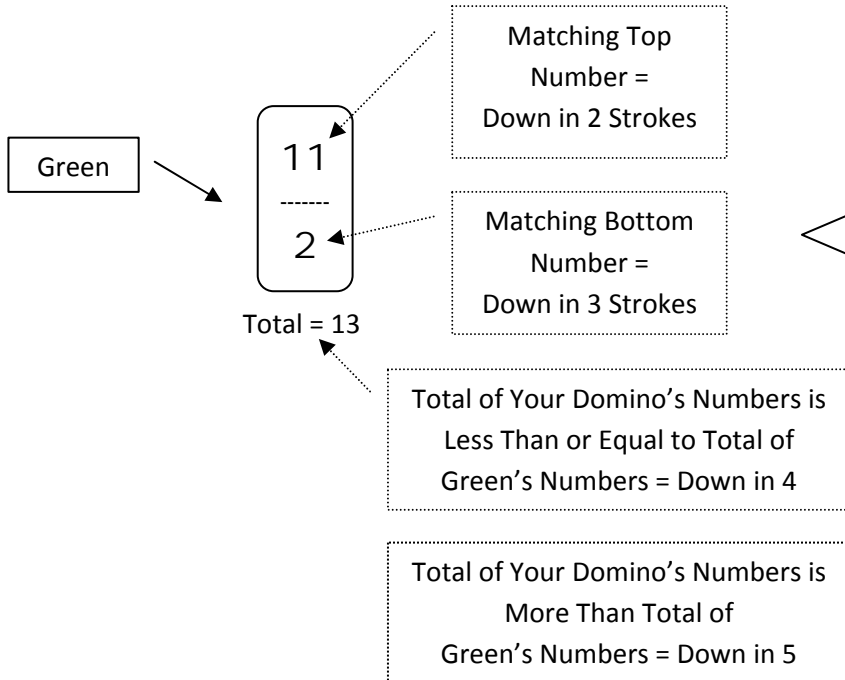 Matching Top
Number =
Down in 2 Strokes
Green
11
------
2
Total = 13
Matching Bottom
Number =
Down in 3 Strokes
Total of Your Domino’s Numbers is
Less Than or Equal to Total of
Green’s Numbers = Down in 4
Total of Your Domino’s Numbers is
More Than Total of
Green’s Numbers = Down in 5